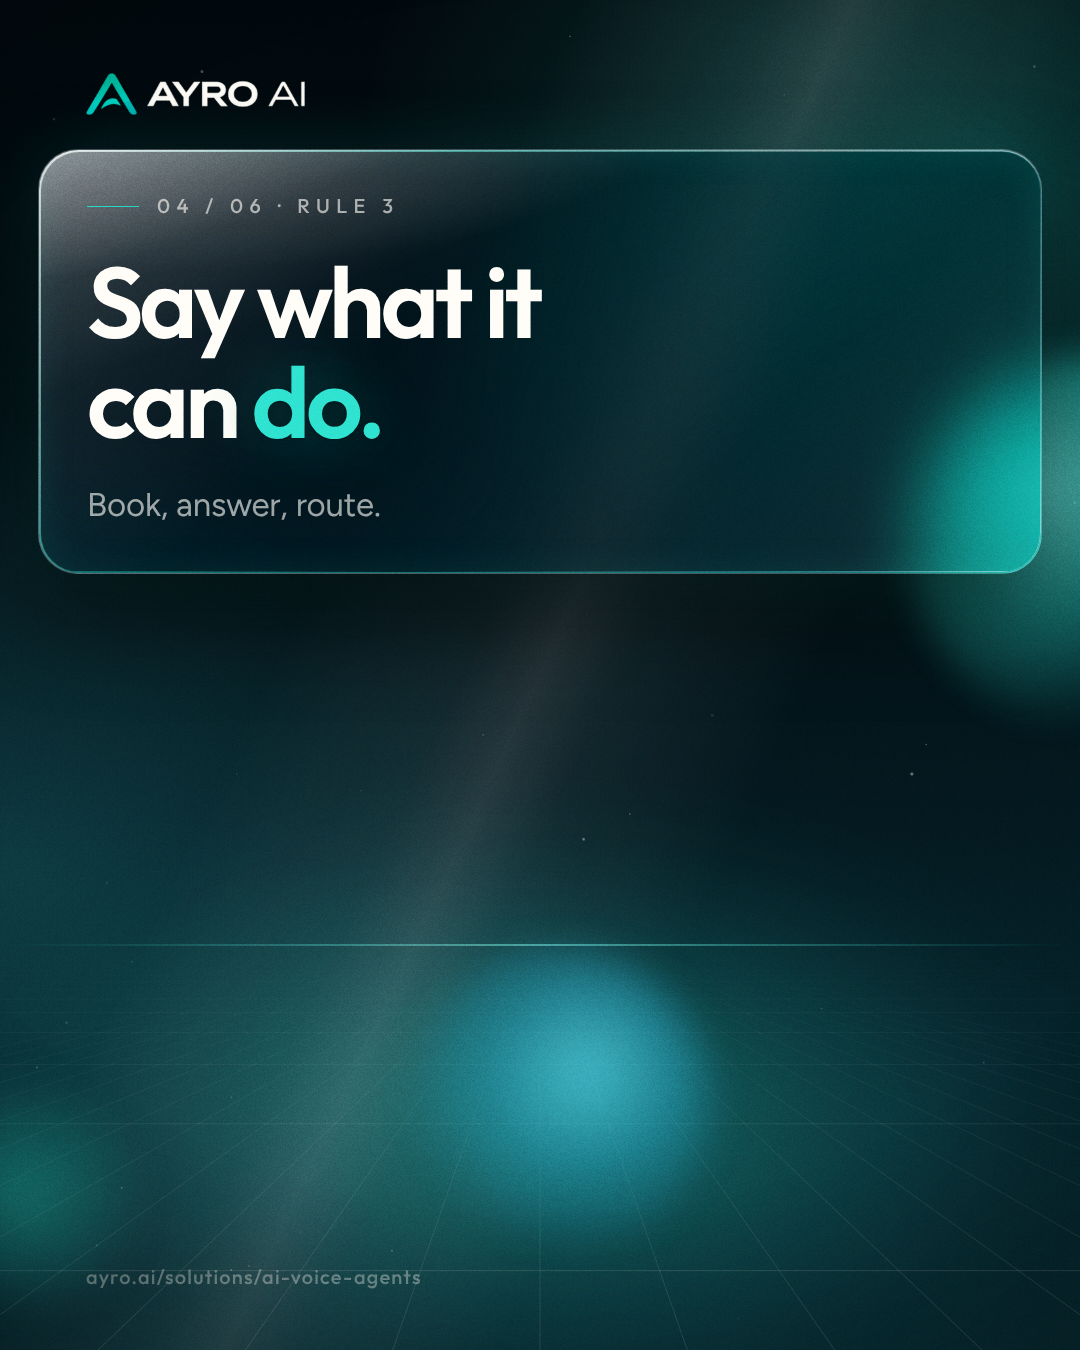 AYRO AI
04 / 06 · RULE 3
Say what it
can do.
Book, answer, route.
ayro.ai/solutions/ai-voice-agents